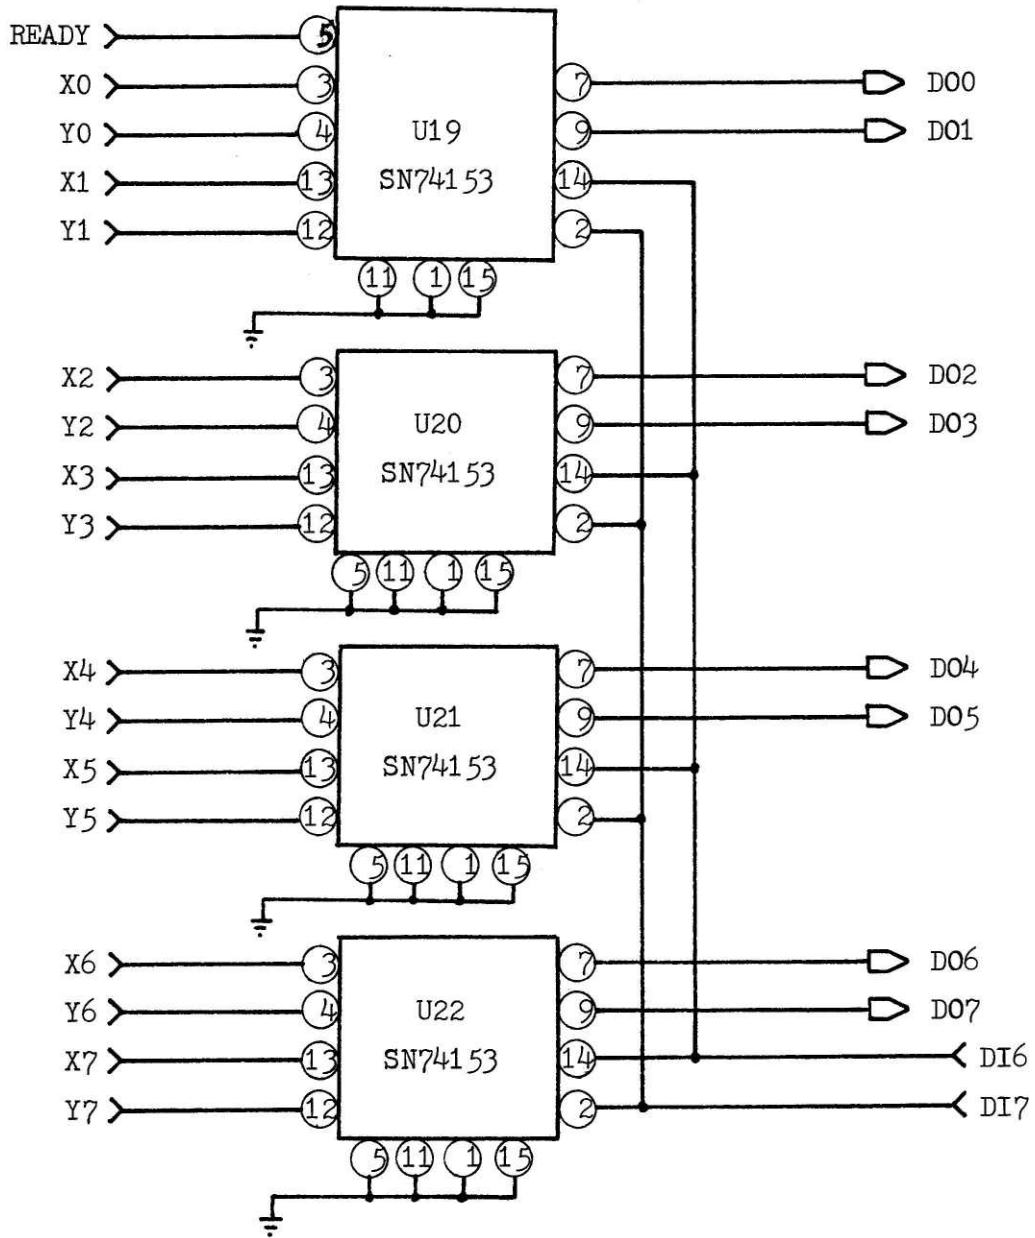 READY 5
X0 3 7 DO0
Y0 4 U19 9 DO1
X1 13 SN74153 14
Y1 12 2
11 1 15
X2 3 7 DO2
Y2 4 U20 9 DO3
X3 13 SN74153 14
Y3 12 2
5 11 1 15
X4 3 7 DO4
Y4 4 U21 9 DO5
X5 13 SN74153 14
Y5 12 2
5 11 1 15
X6 3 7 DO6
Y6 4 U22 9 DO7
X7 13 SN74153 14 DI6
Y7 12 2 DI7
5 11 1 15